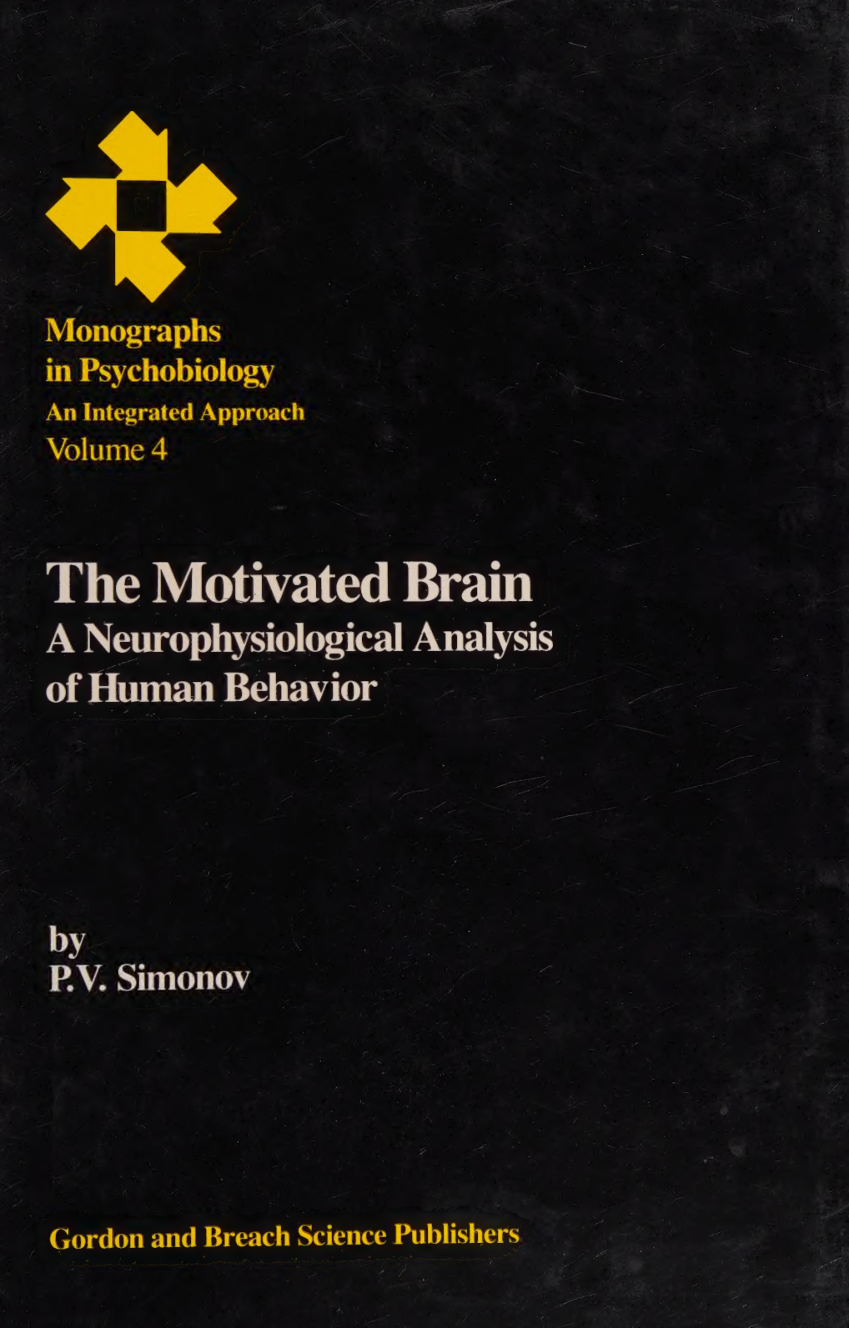 Monographs
in Psychobiology
An Integrated Approach
Volume 4
The Motivated Brain
A Neurophysiological Analysis
of Human Behavior
by
P.V. Simonov
Gordon and Breach Science Publishers